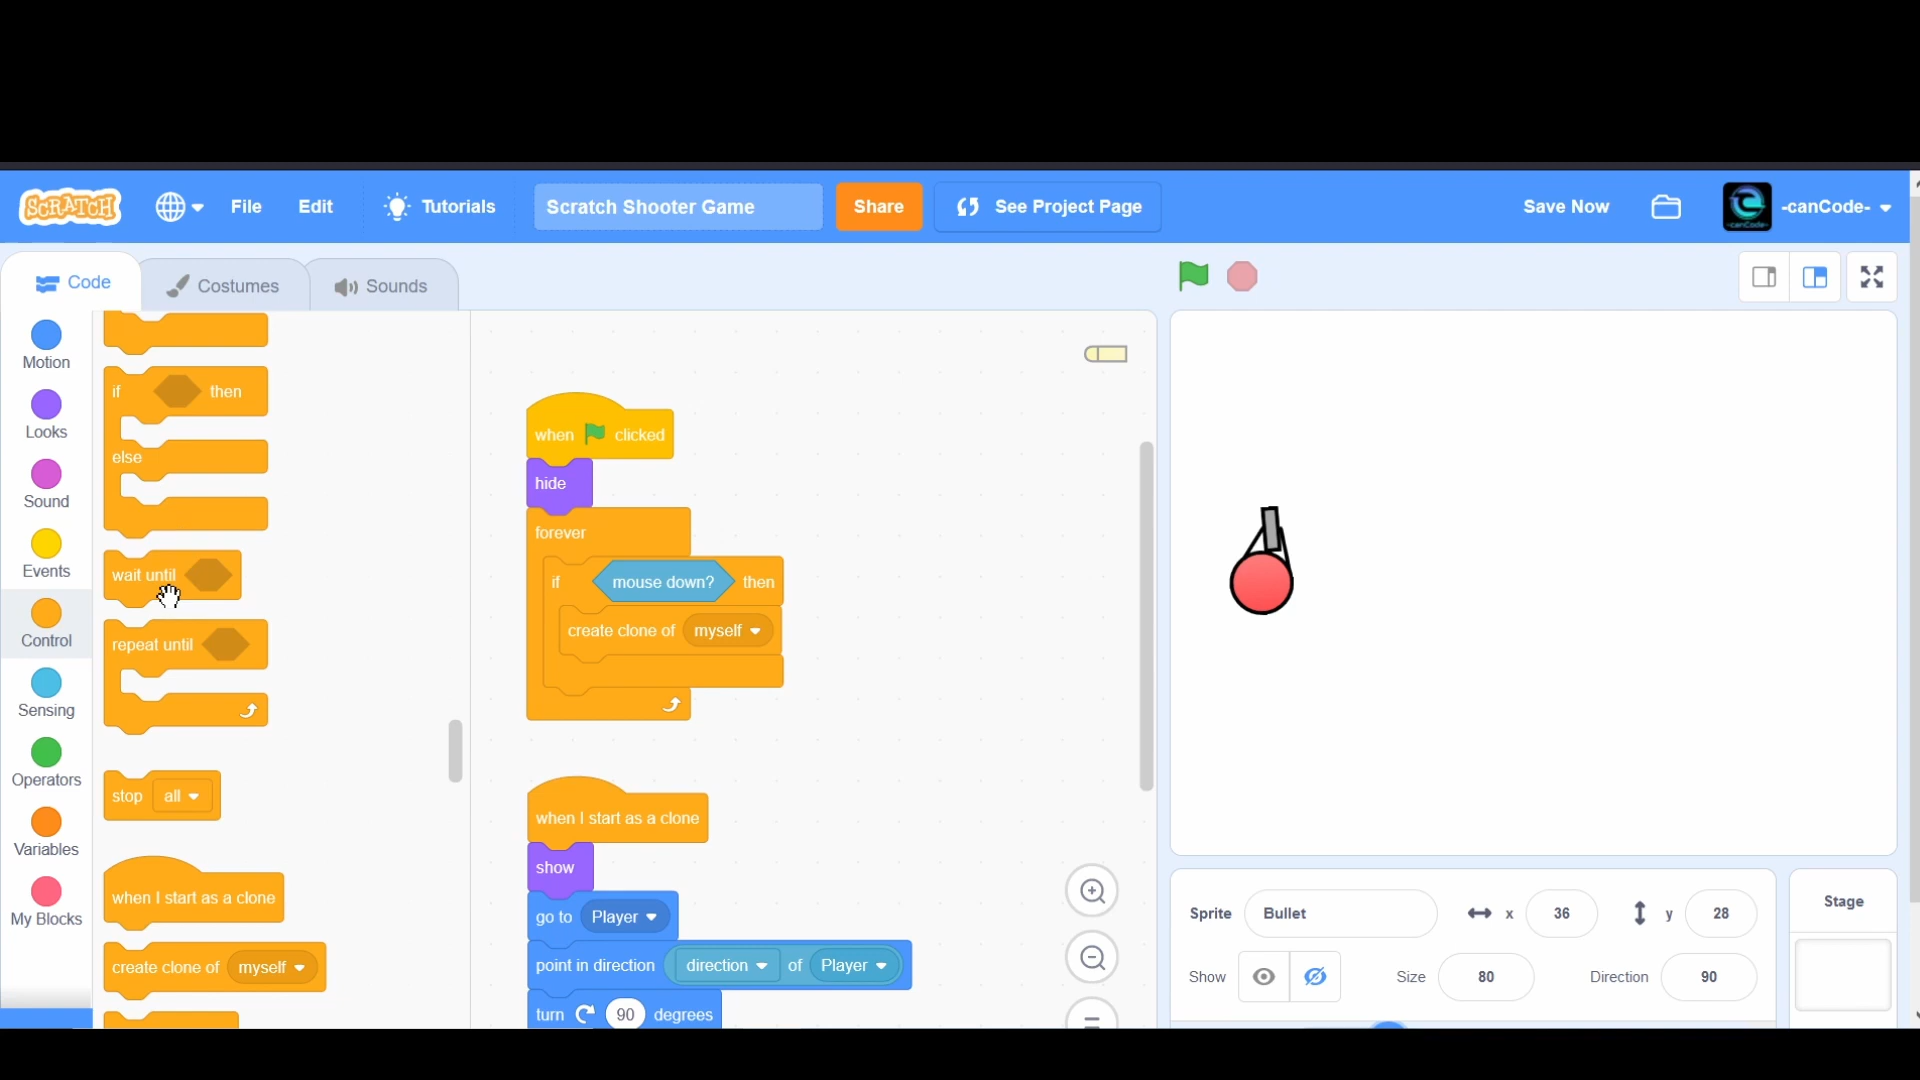 SCRATCH File Edit Tutorials Scratch Shooter Game Share See Project Page Save Now -canCode-
Code Costumes Sounds
Motion
Looks
Sound
Events
Control
Sensing
Operators
Variables
My Blocks
if then
else
wait until
repeat until
stop all
when I start as a clone
create clone of myself
when clicked
hide
forever
if mouse down? then
create clone of myself
when I start as a clone
show
go to Player
point in direction direction of Player
turn 90 degrees
Sprite Bullet x 36 y 28
Show Size 80 Direction 90
Stage